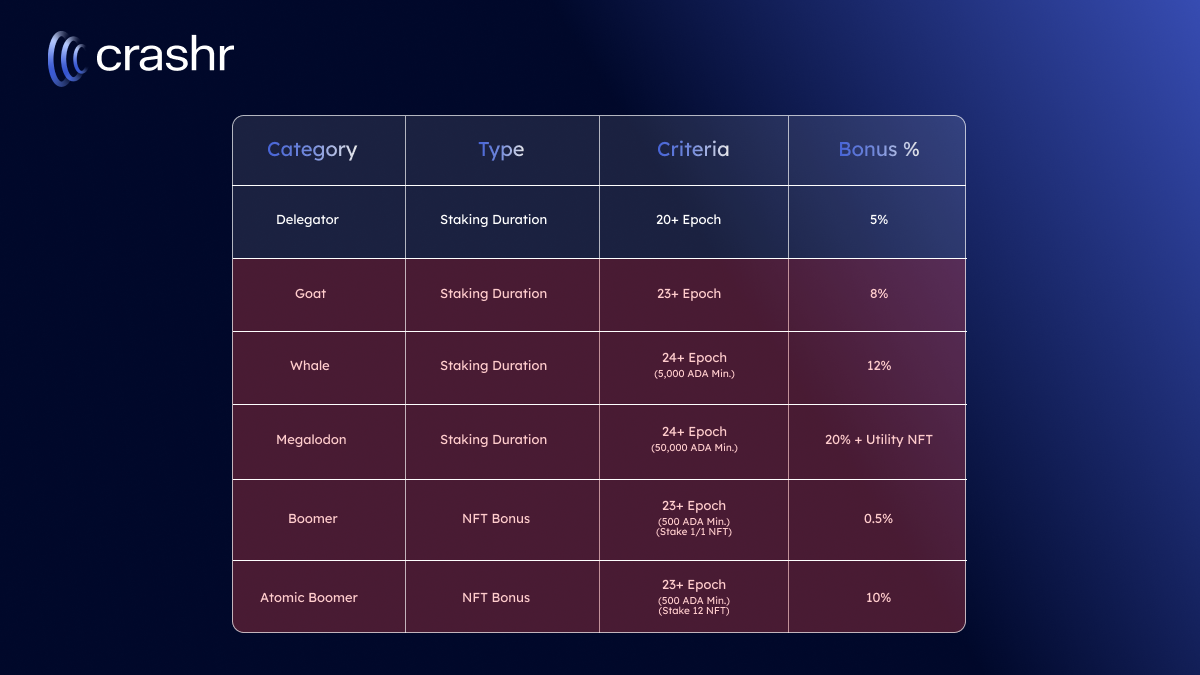 crashr
Category Type Criteria Bonus %
Delegator Staking Duration 20+ Epoch 5%
Goat Staking Duration 23+ Epoch 8%
Whale Staking Duration 24+ Epoch 12%
(5,000 ADA Min.)
Megalodon Staking Duration 24+ Epoch 20% + Utility NFT
(50,000 ADA Min.)
Boomer NFT Bonus 23+ Epoch 0.5%
(500 ADA Min.)
(Stake 1/1 NFT)
Atomic Boomer NFT Bonus 23+ Epoch 10%
(500 ADA Min.)
(Stake 12 NFT)